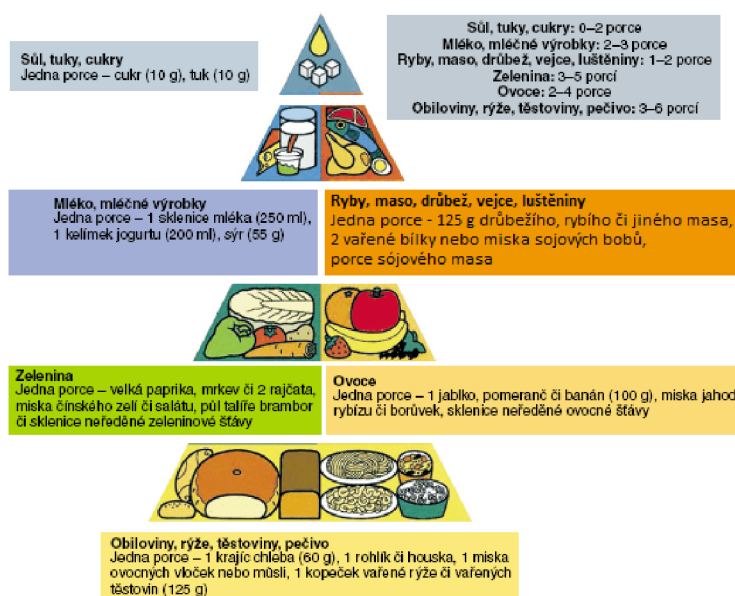 Sůl, tuky, cukry
Jedna porce – cukr (10 g), tuk (10 g)
Sůl, tuky, cukry: 0–2 porce
Mléko, mléčné výrobky: 2–3 porce
Ryby, maso, drůbež, vejce, luštěniny: 1–2 porce
Zelenina: 3–5 porcí
Ovoce: 2–4 porce
Obiloviny, rýže, těstoviny, pečivo: 3–6 porcí
Mléko, mléčné výrobky
Jedna porce – 1 sklenice mléka (250 ml),
1 kelímek jogurtu (200 ml), sýr (55 g)
Ryby, maso, drůbež, vejce, luštěniny
Jedna porce - 125 g drůbežího, rybího či jiného masa,
2 vařené bílky nebo miska sojových bobů,
porce sójového masa
Zelenina
Jedna porce – velká paprika, mrkev či 2 rajčata,
miska čínského zelí či salátu, půl talíře brambor
či sklenice neředěné zeleninové šťávy
Ovoce
Jedna porce – 1 jablko, pomeranč či banán (100 g), miska jahod
rybízu či borůvek, sklenice neředěné ovocné šťávy
Obiloviny, rýže, těstoviny, pečivo
Jedna porce – 1 krajíc chleba (60 g), 1 rohlík či houska, 1 miska
ovocných vloček nebo műsli, 1 kopeček vařené rýže či vařených
těstovin (125 g)